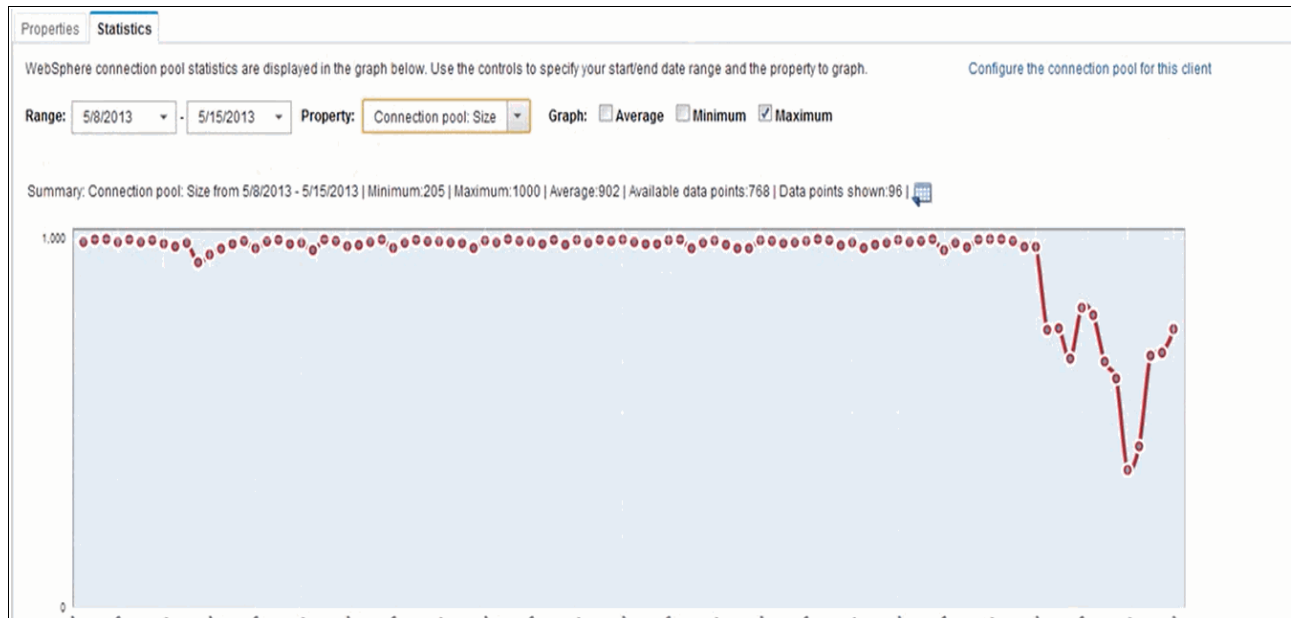 Properties Statistics
WebSphere connection pool statistics are displayed in the graph below. Use the controls to specify your start/end date range and the property to graph. Configure the connection pool for this client
Range: 5/8/2013 - 5/15/2013 Property: Connection pool: Size Graph: Average Minimum Maximum
Summary: Connection pool: Size from 5/8/2013 - 5/15/2013 | Minimum:205 | Maximum:1000 | Average:902 | Available data points:768 | Data points shown:96 |
1,000
0